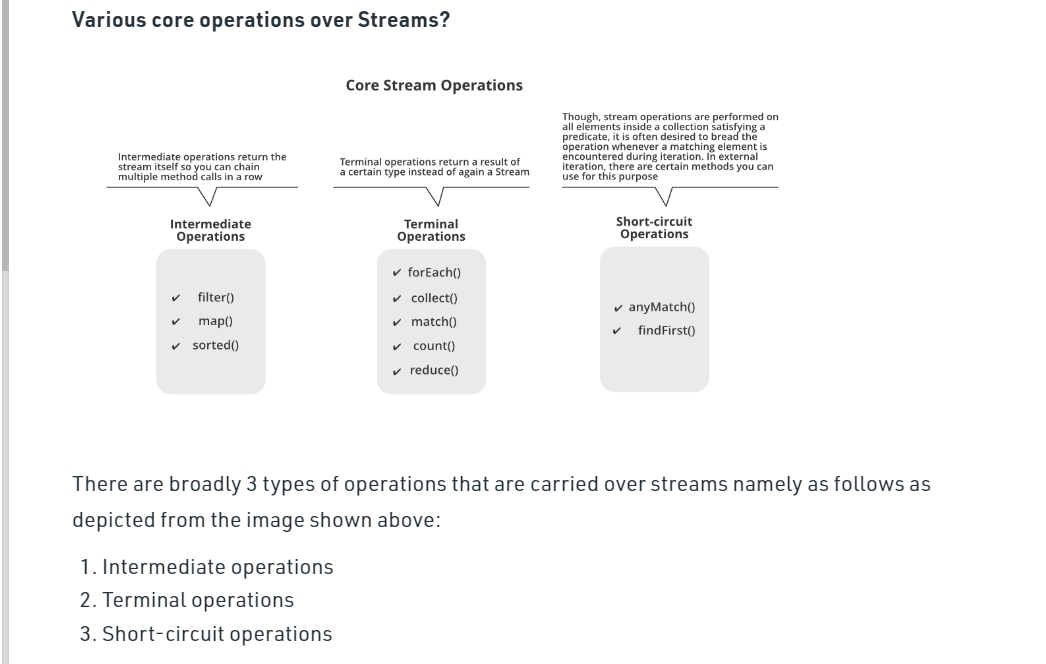 Various core operations over Streams?
Core Stream Operations
Intermediate operations return the
stream itself so you can chain
multiple method calls in a row
Terminal operations return a result of
a certain type instead of again a Stream
Though, stream operations are performed on
all elements inside a collection satisfying a
predicate, it is often desired to bread the
operation whenever a matching element is
encountered during iteration. In external
iteration, there are certain methods you can
use for this purpose
Intermediate
Operations
✔ filter()
✔ map()
✔ sorted()
Terminal
Operations
✔ forEach()
✔ collect()
✔ match()
✔ count()
✔ reduce()
Short-circuit
Operations
✔ anyMatch()
✔ findFirst()
There are broadly 3 types of operations that are carried over streams namely as follows as
depicted from the image shown above:
1. Intermediate operations
2. Terminal operations
3. Short-circuit operations